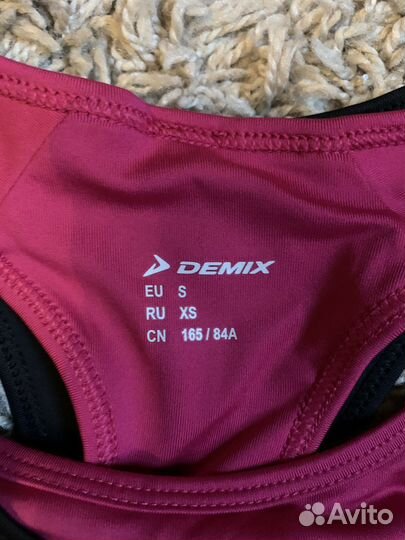 DEMIX
EU S
RU XS
CN 165 / 84A
Avito